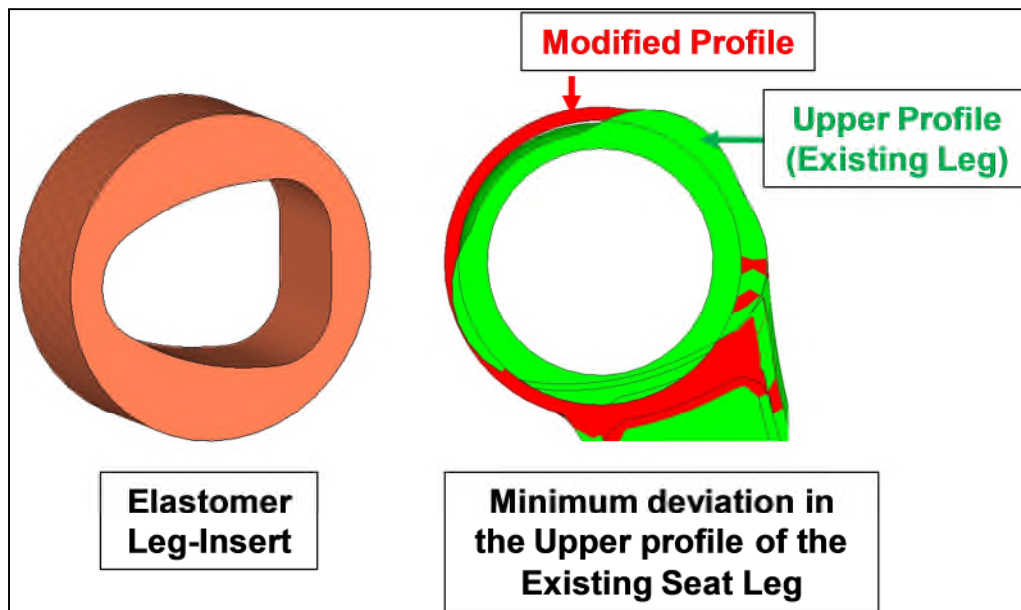 Modified Profile
Upper Profile
(Existing Leg)
Elastomer
Leg-Insert
Minimum deviation in
the Upper profile of the
Existing Seat Leg